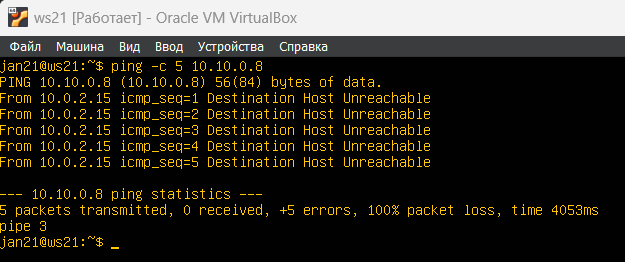 ws21 [Работает] - Oracle VM VirtualBox
Файл Машина Вид Ввод Устройства Справка
jan21@ws21:~$ ping -c 5 10.10.0.8
PING 10.10.0.8 (10.10.0.8) 56(84) bytes of data.
From 10.0.2.15 icmp_seq=1 Destination Host Unreachable
From 10.0.2.15 icmp_seq=2 Destination Host Unreachable
From 10.0.2.15 icmp_seq=3 Destination Host Unreachable
From 10.0.2.15 icmp_seq=4 Destination Host Unreachable
From 10.0.2.15 icmp_seq=5 Destination Host Unreachable
--- 10.10.0.8 ping statistics ---
5 packets transmitted, 0 received, +5 errors, 100% packet loss, time 4053ms
pipe 3
jan21@ws21:~$ _